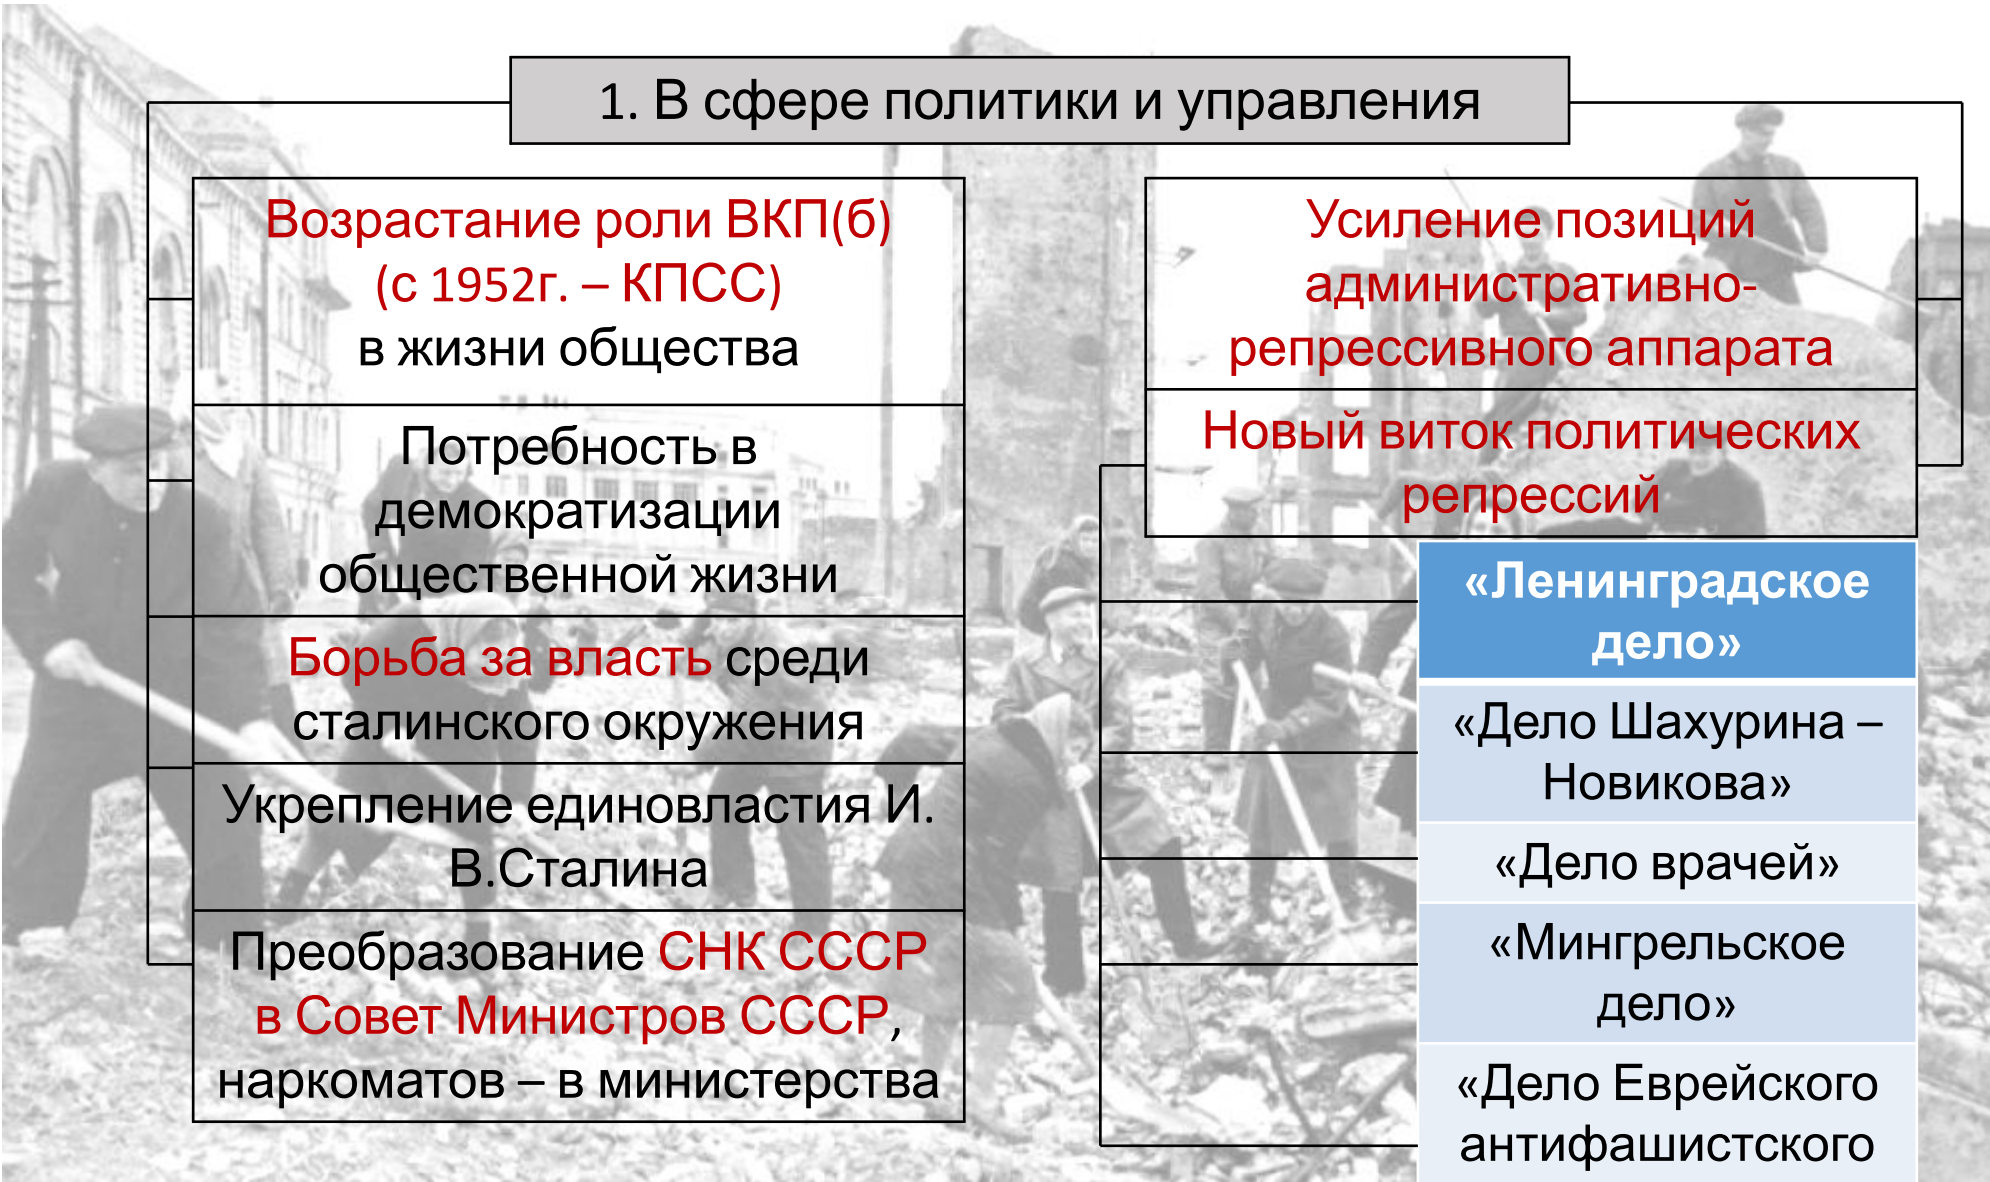 1. В сфере политики и управления
Возрастание роли ВКП(б)
(с 1952г. – КПСС)
в жизни общества
Потребность в
демократизации
общественной жизни
Борьба за власть среди
сталинского окружения
Укрепление единовластия И.
В.Сталина
Преобразование СНК СССР
в Совет Министров СССР,
наркоматов – в министерства
Усиление позиций
административно-
репрессивного аппарата
Новый виток политических
репрессий
«Ленинградское
дело»
«Дело Шахурина –
Новикова»
«Дело врачей»
«Мингрельское
дело»
«Дело Еврейского
антифашистского